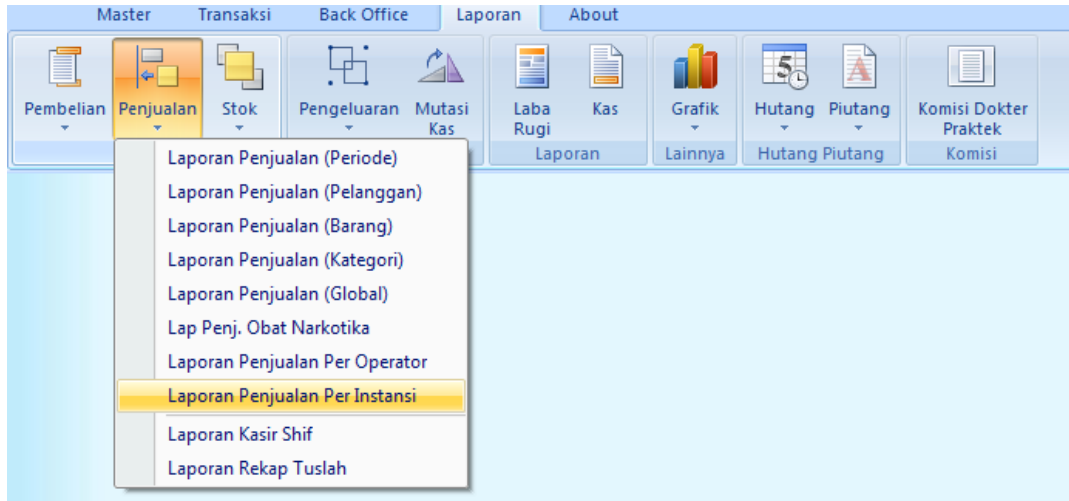 Master Transaksi Back Office Laporan About
Pembelian Penjualan Stok Pengeluaran Mutasi Kas Laba Rugi Kas Grafik Hutang Piutang Komisi Dokter Praktek
Laporan Lainnya Hutang Piutang Komisi
Laporan Penjualan (Periode)
Laporan Penjualan (Pelanggan)
Laporan Penjualan (Barang)
Laporan Penjualan (Kategori)
Laporan Penjualan (Global)
Lap Penj. Obat Narkotika
Laporan Penjualan Per Operator
Laporan Penjualan Per Instansi
Laporan Kasir Shif
Laporan Rekap Tuslah